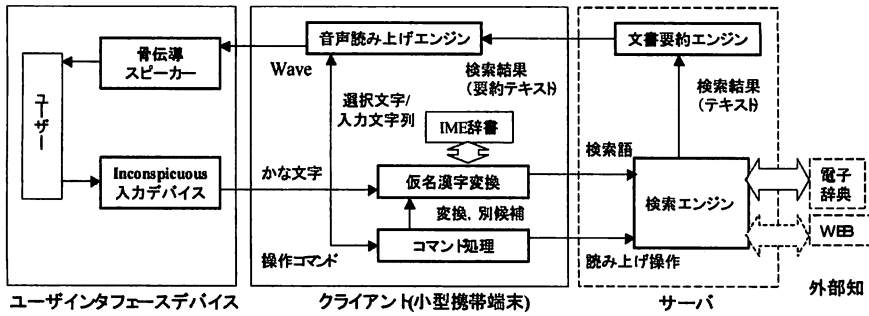 骨伝導
スピーカー
ユーザー
Inconspicuous
入力デバイス
ユーザインタフェースデバイス
音声読み上げエンジン
Wave
検索結果
(要約テキスト)
選択文字/
入力文字列
IME辞書
かな文字
仮名漢字変換
変換, 別候補
操作コマンド
コマンド処理
クライアント(小型携帯端末)
文書要約エンジン
検索結果
(テキスト)
検索語
検索エンジン
読み上げ操作
サーバ
電子
辞典
WEB
外部知